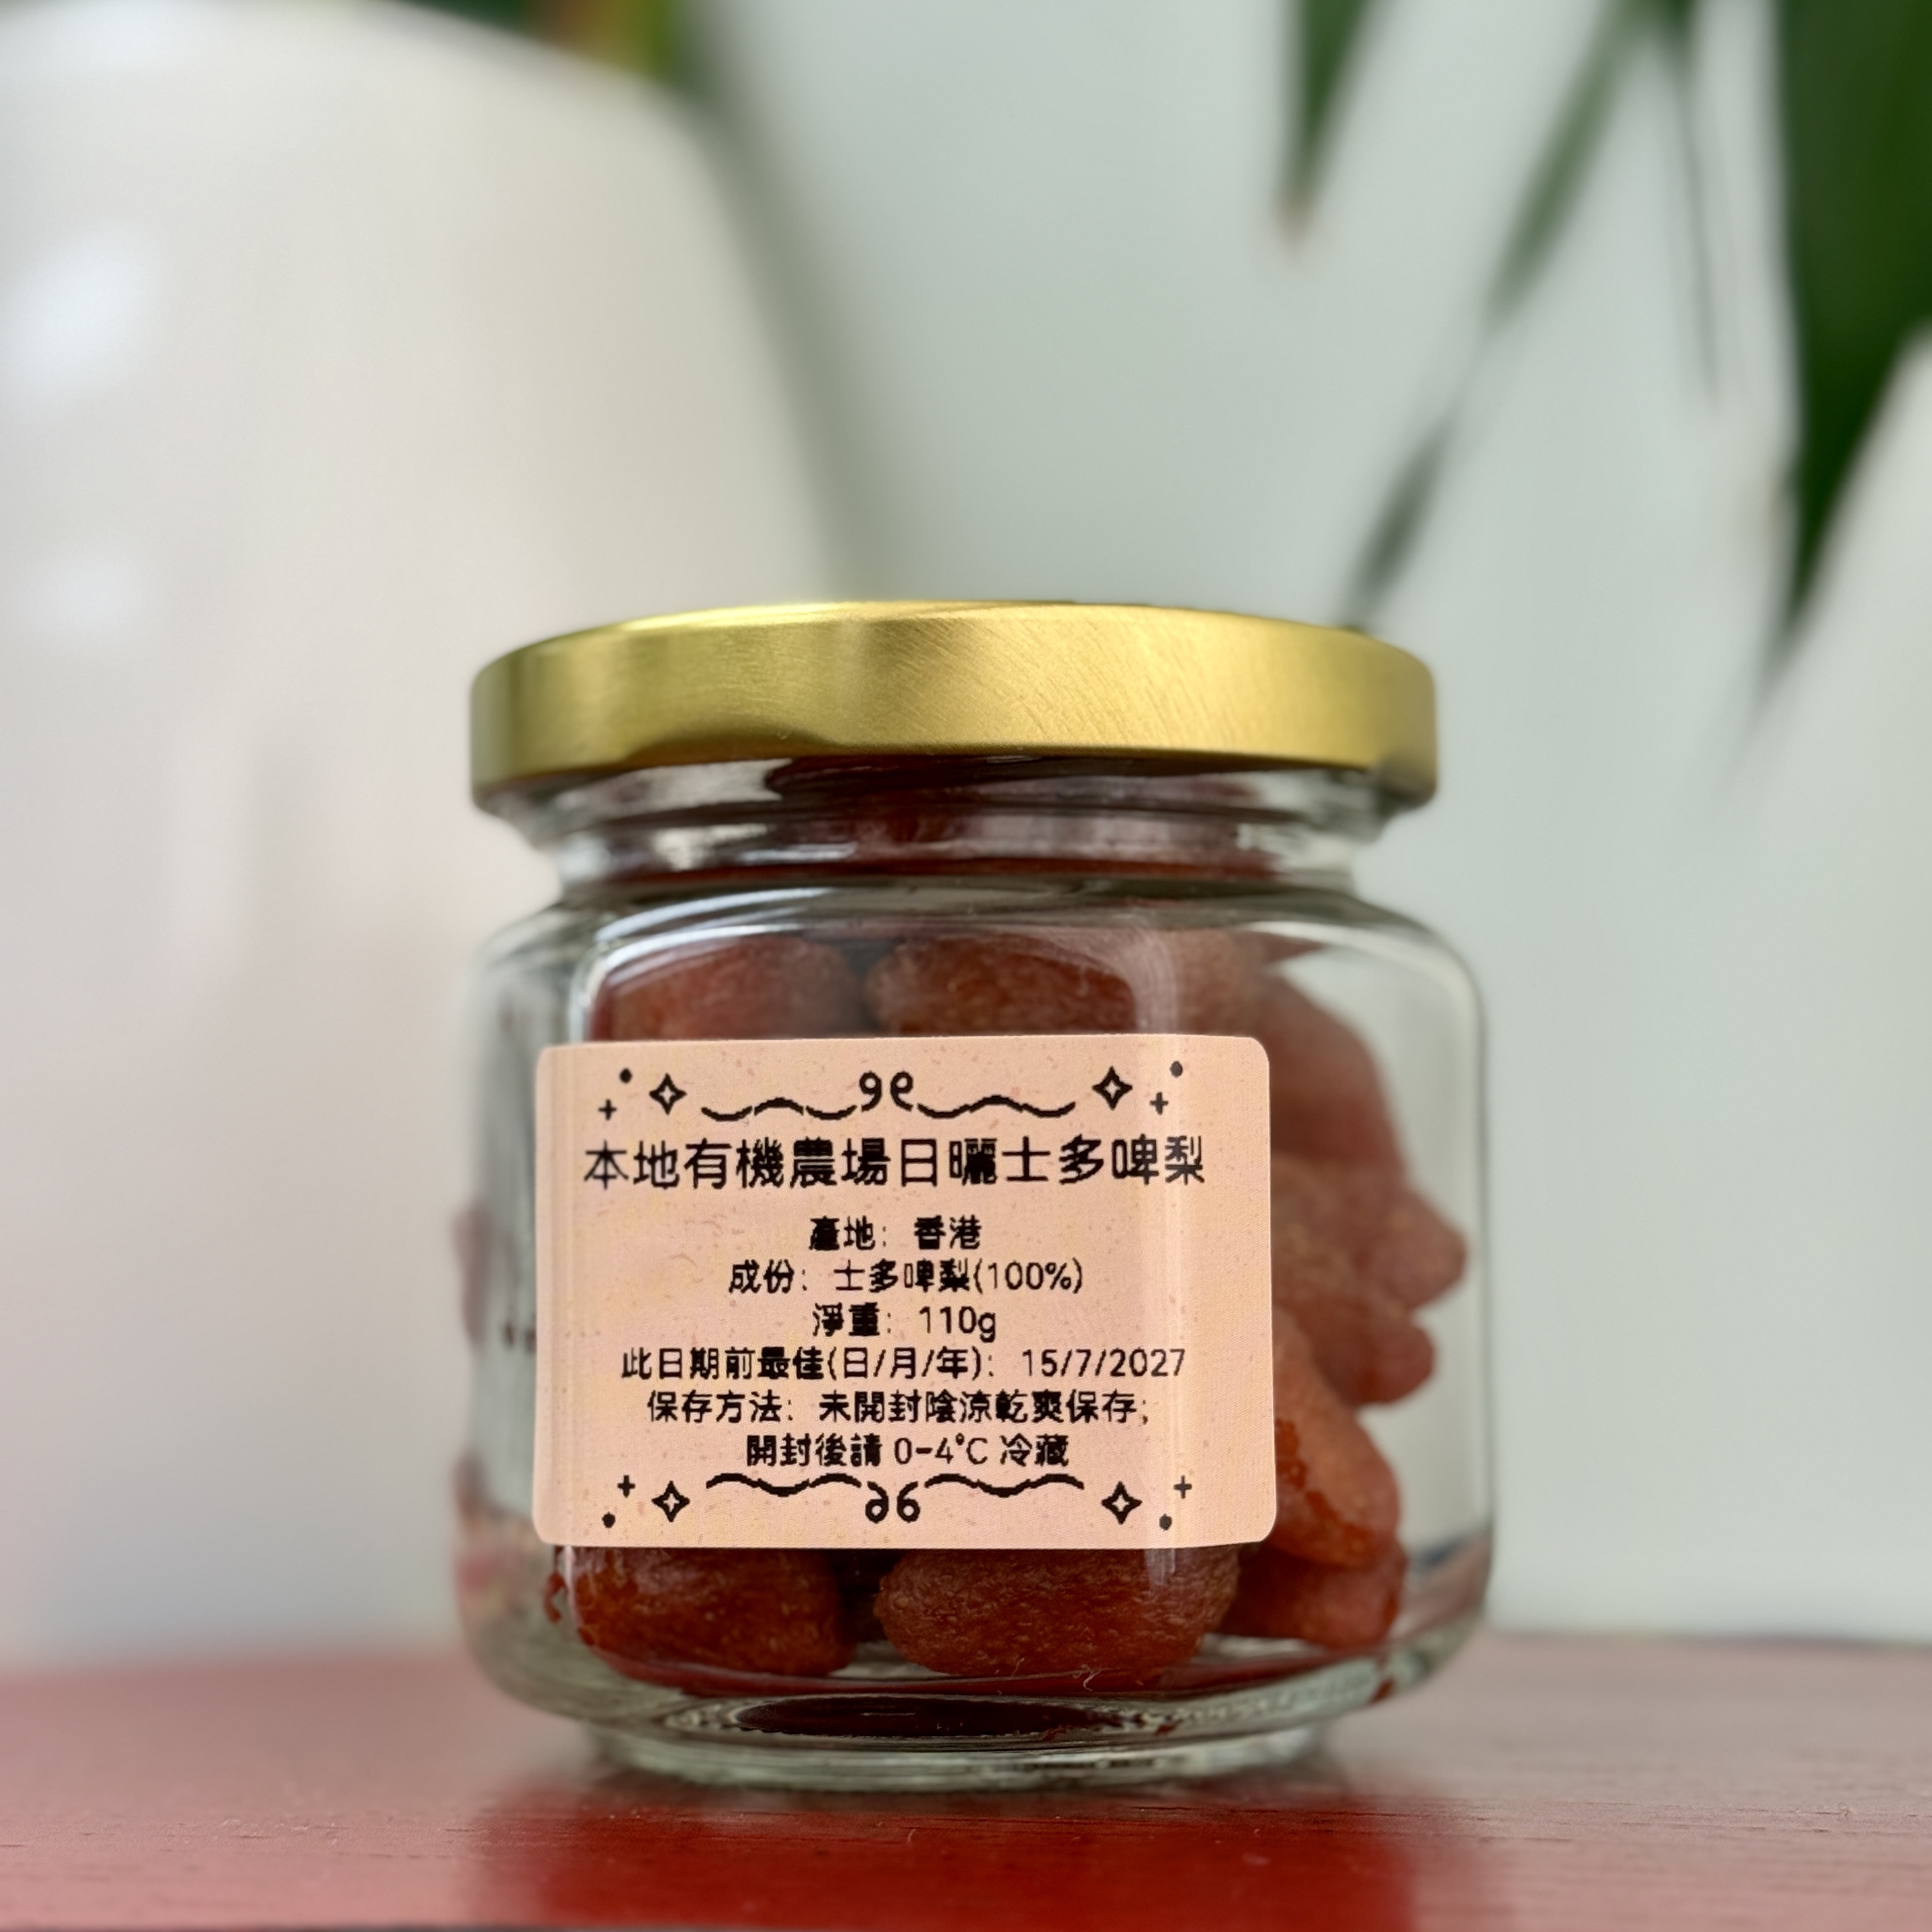 本地有機農場日曬士多啤梨
產地: 香港
成份: 士多啤梨(100%)
淨重: 110g
此日期前最佳(日/月/年): 15/7/2027
保存方法: 未開封陰涼乾爽保存;
開封後請 0-4°C 冷藏